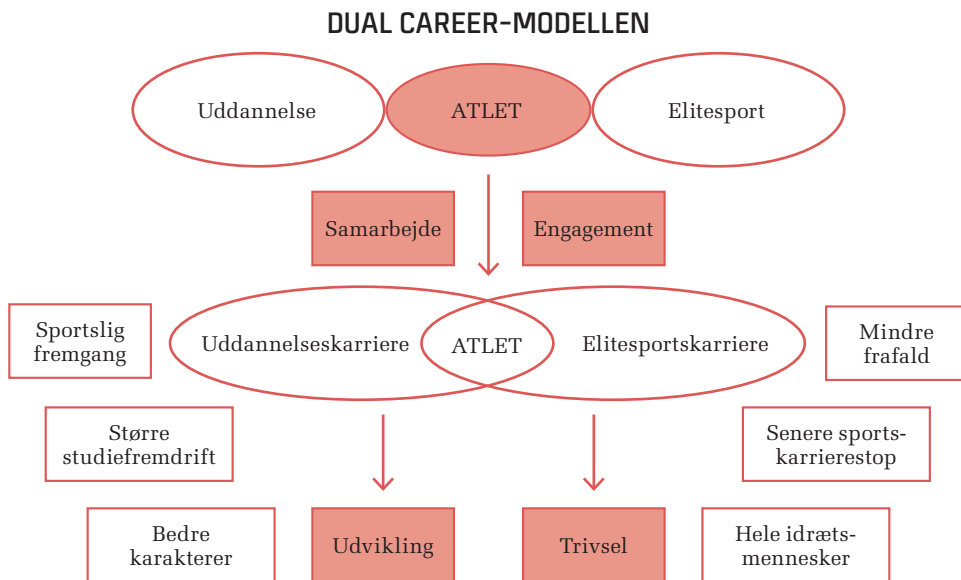 DUAL CAREER-MODELLEN
Uddannelse
ATLET
Elitesport
Samarbejde
Engagement
Sportslig
fremgang
Uddannelseskarriere
ATLET
Elitesportskarriere
Mindre
frafald
Større
studiefremdrift
Senere sports-
karrierestop
Bedre
karakterer
Udvikling
Trivsel
Hele idræts-
mennesker